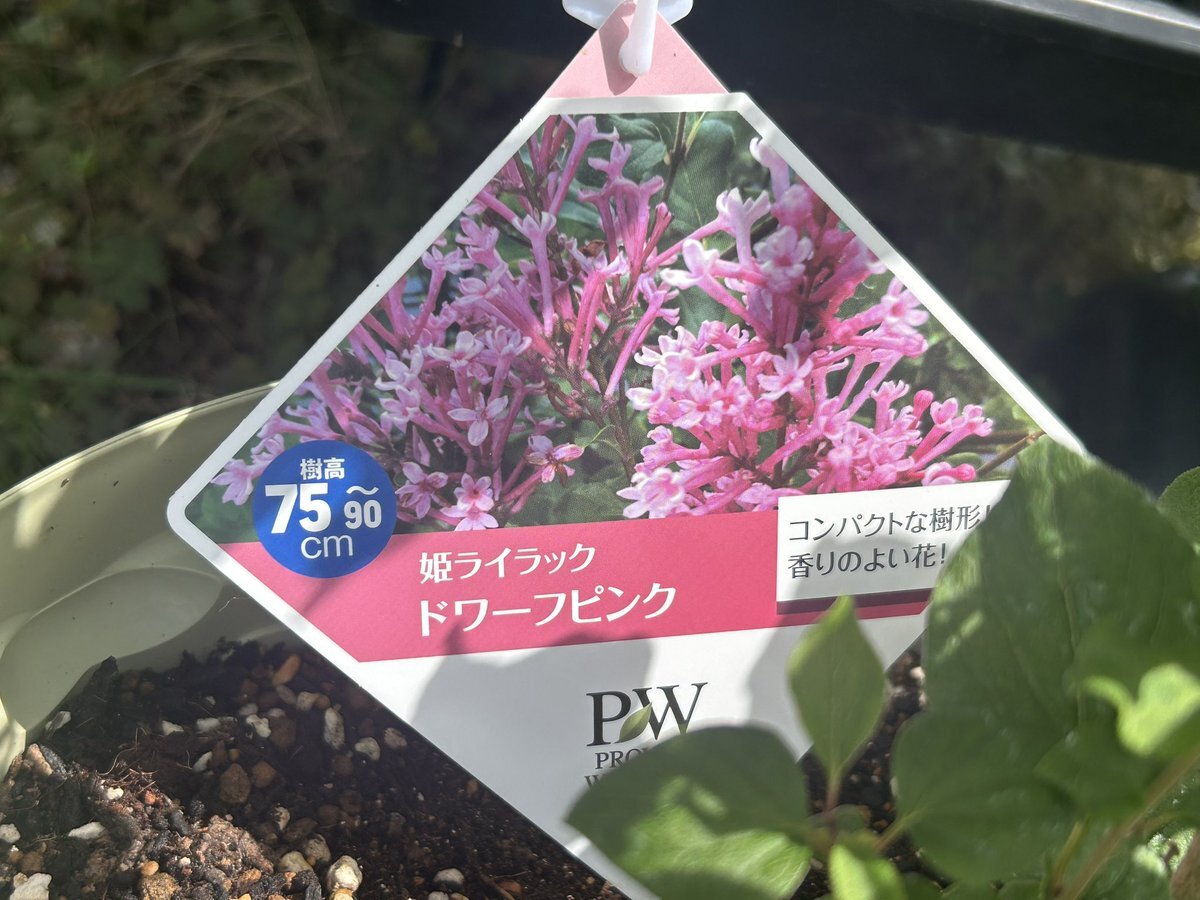 樹高
75～90
cm
姫ライラック
ドワーフピンク
コンパクトな樹形!
香りのよい花!
PW